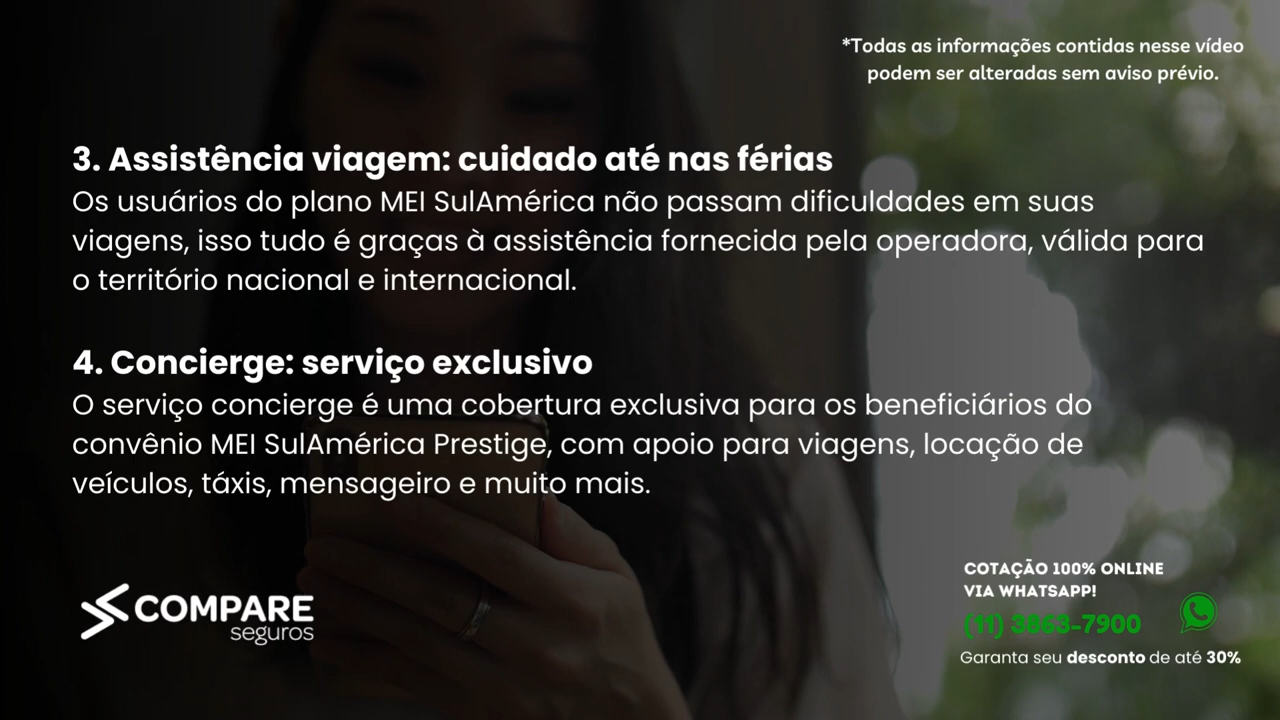 *Todas as informações contidas nesse vídeo
podem ser alteradas sem aviso prévio.
3. Assistência viagem: cuidado até nas férias
Os usuários do plano MEI SulAmérica não passam dificuldades em suas
viagens, isso tudo é graças à assistência fornecida pela operadora, válida para
o território nacional e internacional.
4. Concierge: serviço exclusivo
O serviço concierge é uma cobertura exclusiva para os beneficiários do
convênio MEI SulAmérica Prestige, com apoio para viagens, locação de
veículos, táxis, mensageiro e muito mais.
COMPARE
seguros
COTAÇÃO 100% ONLINE
VIA WHATSAPP!
(11) 3863-7900
Garanta seu desconto de até 30%